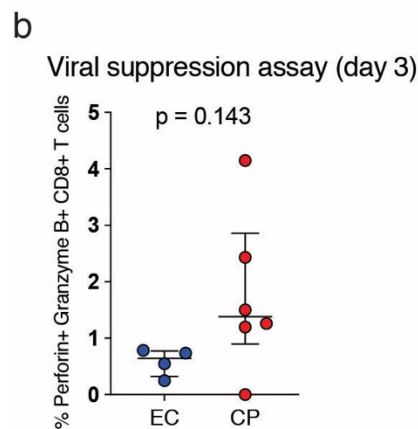 b
Viral suppression assay (day 3)
p = 0.143
% Perforin+ Granzyme B+ CD8+ T cells
5
4
3
2
1
0
EC
CP